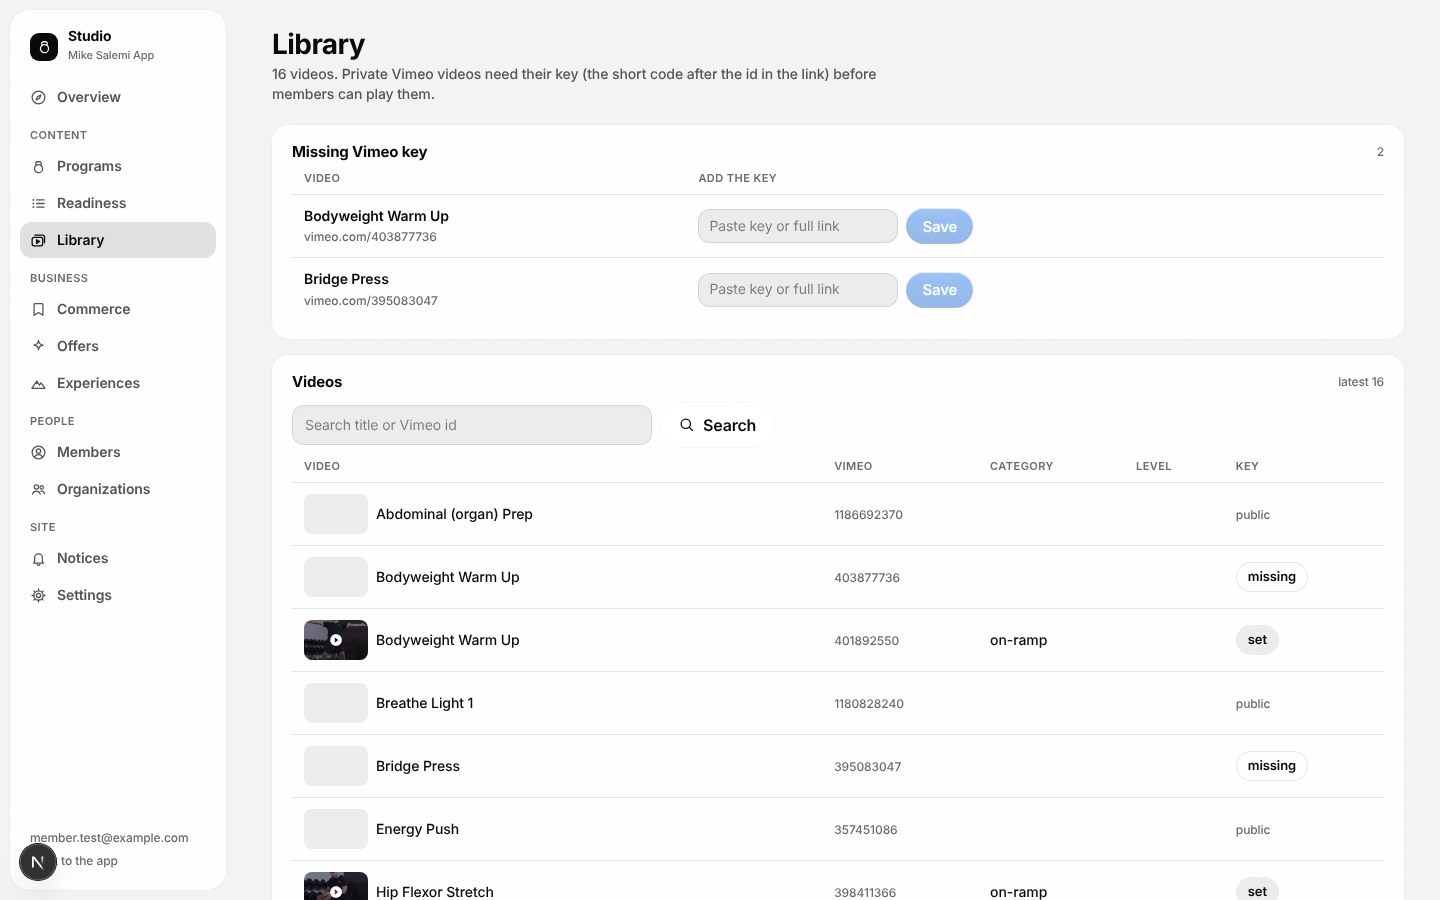 Studio
Mike Salemi App
Overview
CONTENT
Programs
Readiness
Library
BUSINESS
Commerce
Offers
Experiences
PEOPLE
Members
Organizations
SITE
Notices
Settings
member.test@example.com
N
to the app
Library
16 videos. Private Vimeo videos need their key (the short code after the id in the link) before
members can play them.
Missing Vimeo key 2
VIDEO ADD THE KEY
Bodyweight Warm Up
vimeo.com/403877736
Paste key or full link Save
Bridge Press
vimeo.com/395083047
Paste key or full link Save
Videos latest 16
Search title or Vimeo id Search
VIDEO VIMEO CATEGORY LEVEL KEY
Abdominal (organ) Prep 1186692370 public
Bodyweight Warm Up 403877736 missing
Bodyweight Warm Up 401892550 on-ramp set
Breathe Light 1 1180828240 public
Bridge Press 395083047 missing
Energy Push 357451086 public
Hip Flexor Stretch 398411366 on-ramp set